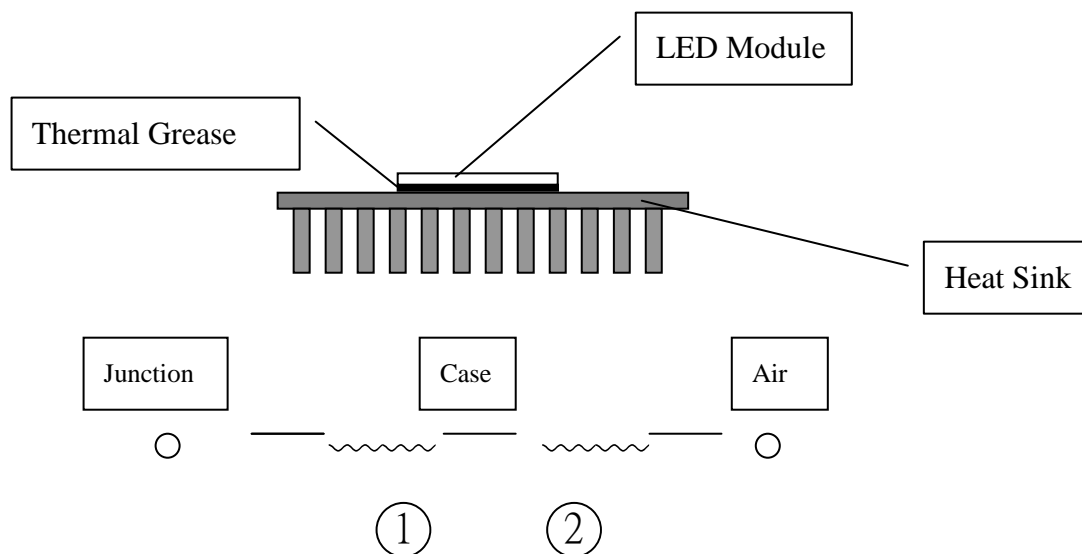 LED Module
Thermal Grease
Heat Sink
Junction
Case
Air
①
②